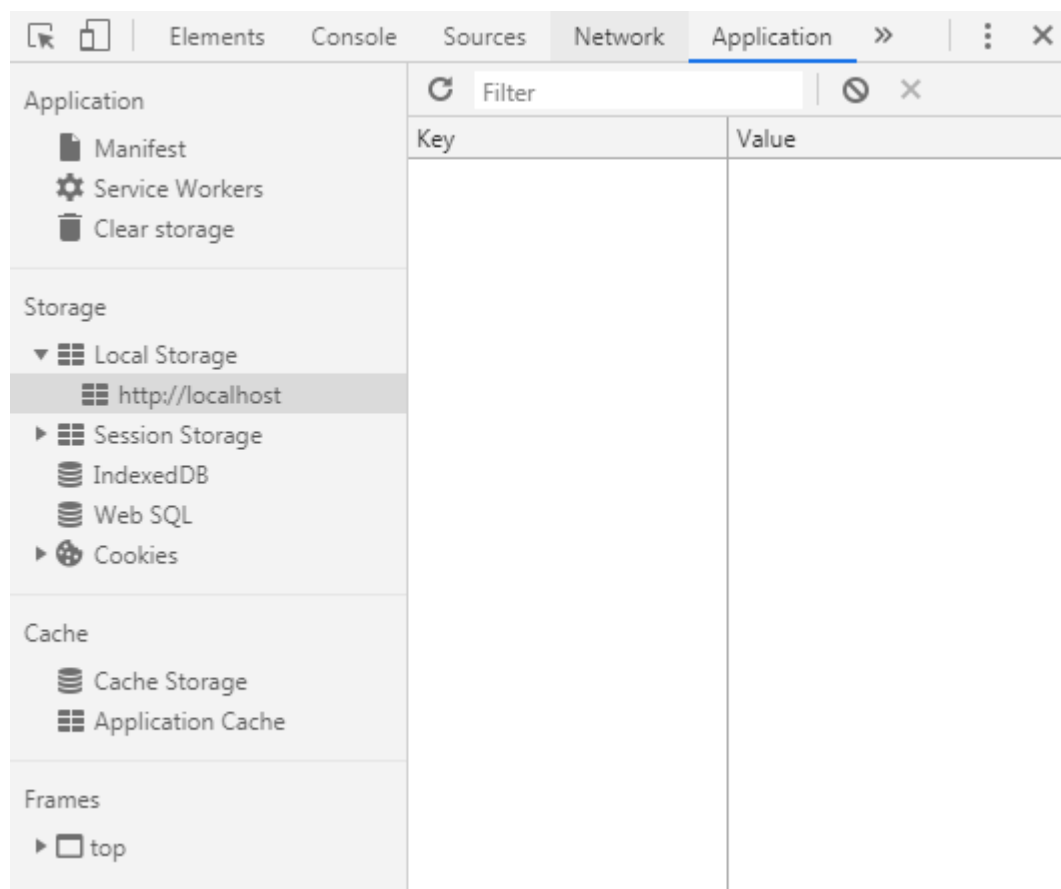 Elements Console Sources Network Application »
Application
Manifest
Service Workers
Clear storage
Storage
Local Storage
http://localhost
Session Storage
IndexedDB
Web SQL
Cookies
Cache
Cache Storage
Application Cache
Frames
top
Filter
Key Value